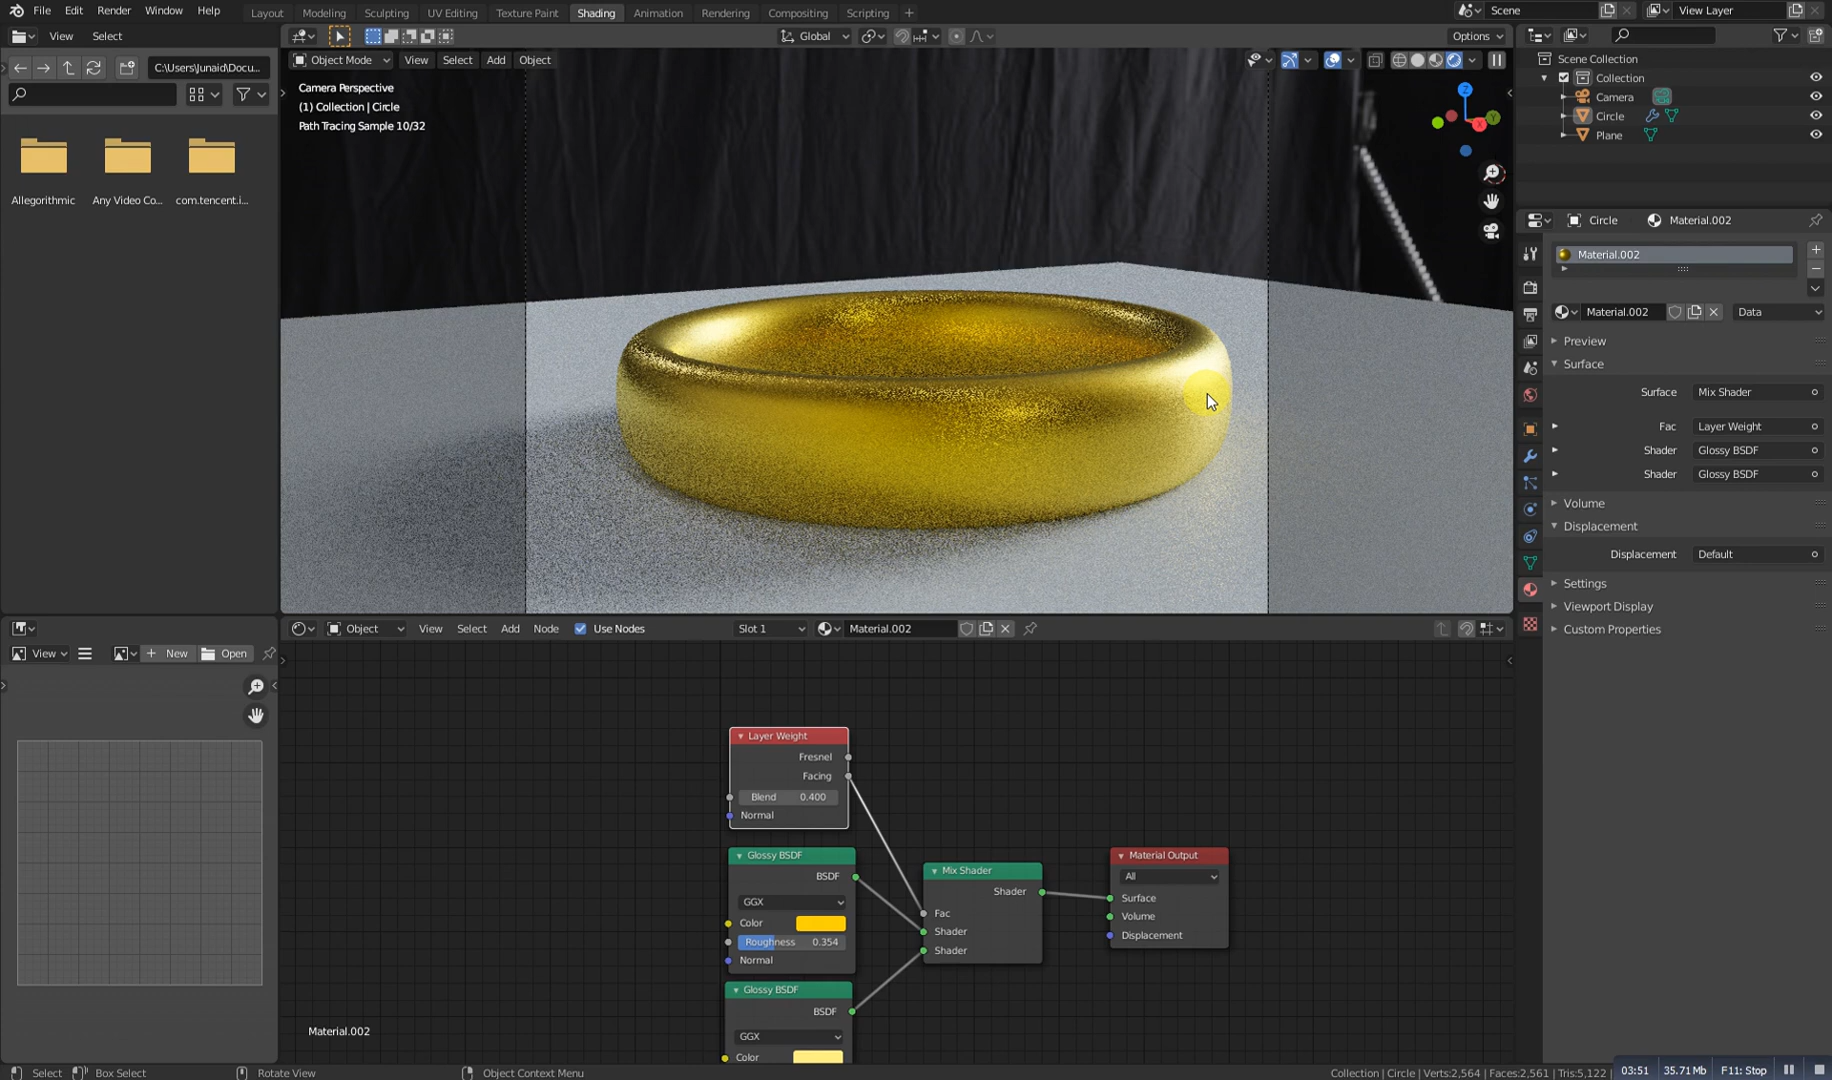 File Edit Render Window Help Layout Modeling Sculpting UV Editing Texture Paint Shading Animation Rendering Compositing Scripting + Scene View Layer
View Select Global Options
C:\Users\Junaid\Docu...
Object Mode View Select Add Object
Camera Perspective
(1) Collection | Circle
Path Tracing Sample 10/32
Allegorithmic Any Video Co... com.tencent.i...
Z
Y
X
Scene Collection
Collection
Camera
Circle
Plane
Circle Material.002
Material.002
Material.002 Data
Preview
Surface
Surface Mix Shader
Fac Layer Weight
Shader Glossy BSDF
Shader Glossy BSDF
Volume
Displacement
Displacement Default
Settings
Viewport Display
Custom Properties
Object View Select Add Node Use Nodes Slot 1 Material.002
View + New Open
Layer Weight
Fresnel
Facing
Blend 0.400
Normal
Glossy BSDF
BSDF
GGX
Color
Roughness 0.354
Normal
Glossy BSDF
BSDF
GGX
Color
Mix Shader
Shader
Fac
Shader
Shader
Material Output
All
Surface
Volume
Displacement
Material.002
Select Box Select Rotate View Object Context Menu Collection | Circle | Verts:2,564 | Faces:2,561 | Tris:5,122 | 03:51 35.71Mb F11: Stop